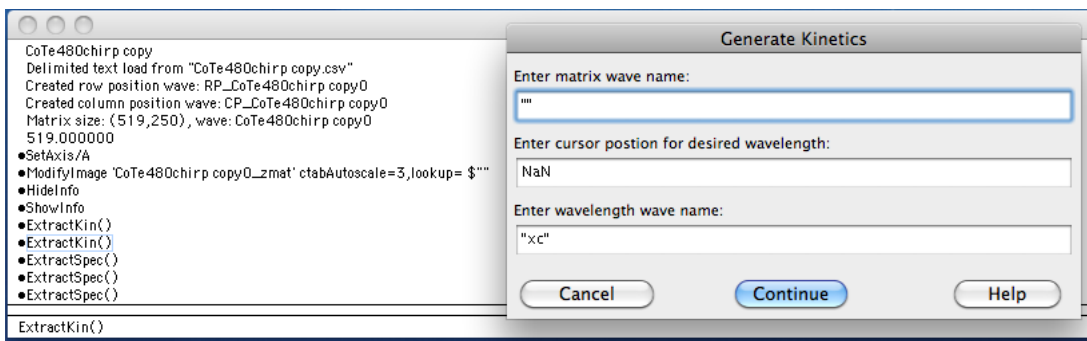 CoTe480chirp copy
Delimited text load from "CoTe480chirp copy.csv"
Created row position wave: RP_CoTe480chirp copy0
Created column position wave: CP_CoTe480chirp copy0
Matrix size: (519,250), wave: CoTe480chirp copy0
519.000000
•SetAxis/A
•ModifyImage 'CoTe480chirp copy0_zmat' ctabAutoscale=3,lookup= $""
•HideInfo
•ShowInfo
•ExtractKin()
•ExtractKin()
•ExtractSpec()
•ExtractSpec()
•ExtractSpec()
ExtractKin()
Generate Kinetics
Enter matrix wave name:
""
Enter cursor postion for desired wavelength:
NaN
Enter wavelength wave name:
"xc"
Cancel
Continue
Help